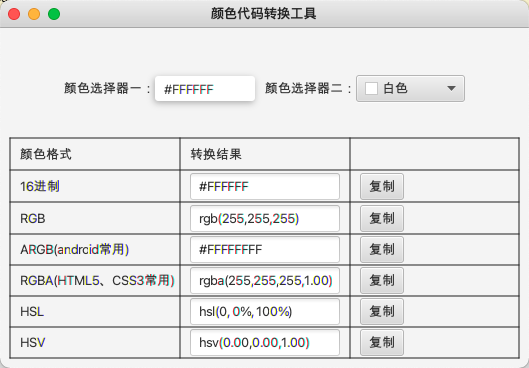 颜色代码转换工具
颜色选择器一： #FFFFFF 颜色选择器二： 白色
颜色格式 转换结果
16进制 #FFFFFF 复制
RGB rgb(255,255,255) 复制
ARGB(android常用) #FFFFFFFF 复制
RGBA(HTML5、CSS3常用) rgba(255,255,255,1.00) 复制
HSL hsl(0, 0%, 100%) 复制
HSV hsv(0.00,0.00,1.00) 复制